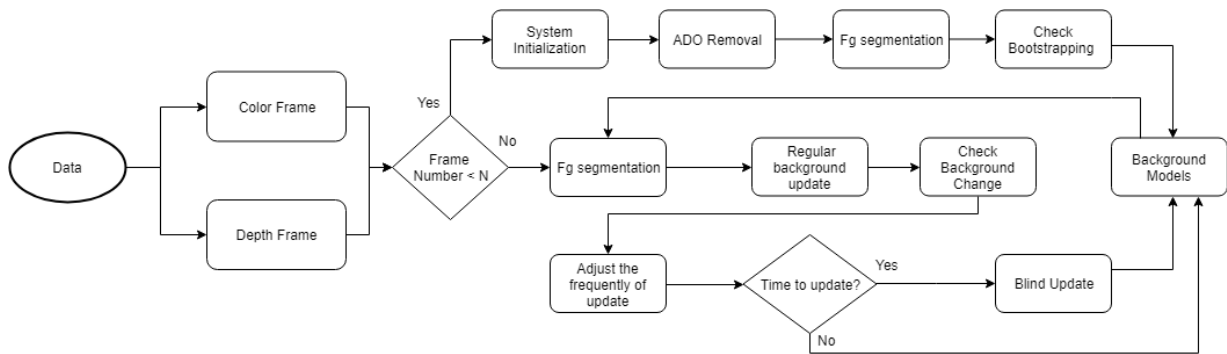 System
Initialization
ADO Removal
Fg segmentation
Check
Bootstrapping
Color Frame
Yes
Data
Frame
Number < N
No
Fg segmentation
Regular
background
update
Check
Background
Change
Background
Models
Depth Frame
Adjust the
frequently of
update
Time to update?
Yes
Blind Update
No